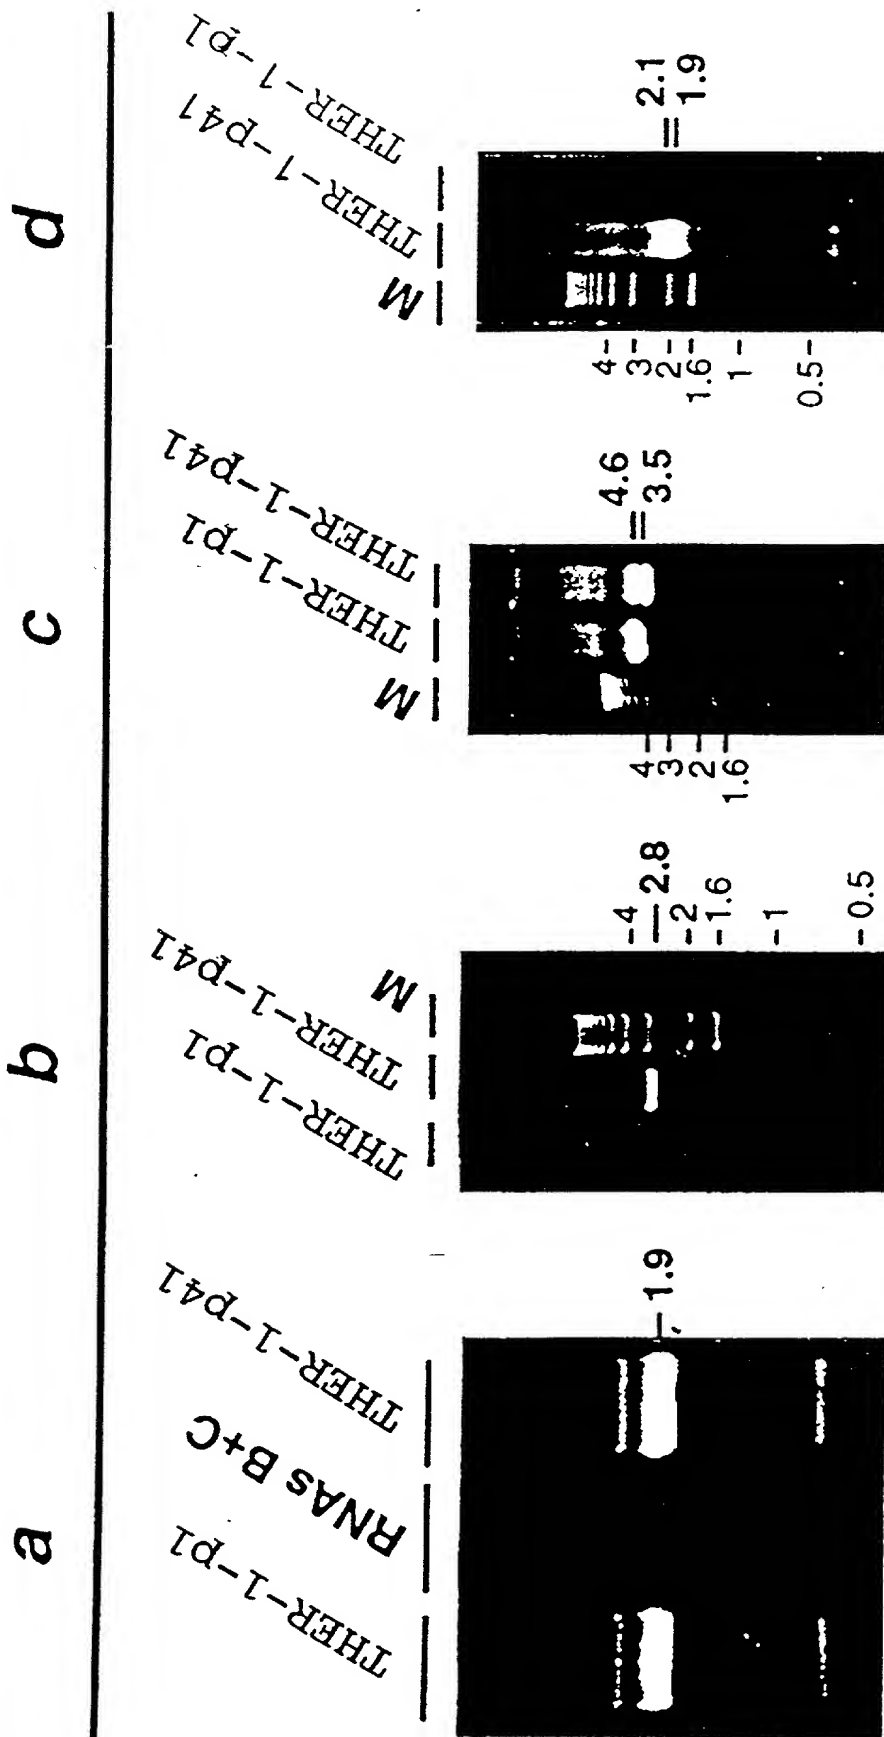 a
THER-1-p1
RNAs B+C
THER-1-p41
1.9
b
THER-1-p1
THER-1-p41
M
4
2.8
2
1.6
1
0.5
c
M
THER-1-p1
THER-1-p41
4
3
2
1.6
4.6
3.5
d
M
THER-1-p41
THER-1-p1
4
3
2
1.6
1
0.5
2.1
1.9